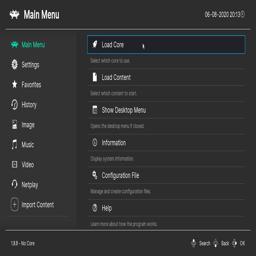 Main Menu
06-08-2020 20:13
Main Menu
Settings
Favorites
History
Image
Music
Video
Netplay
Import Content
Load Core
Select which core to use.
Load Content
Select which content to start.
Show Desktop Menu
Opens the desktop menu if closed.
Information
Display system information.
Configuration File
Manage and create configuration files.
Help
Learn more about how the program works.
1.8.8 - No Core
Search
Back
OK